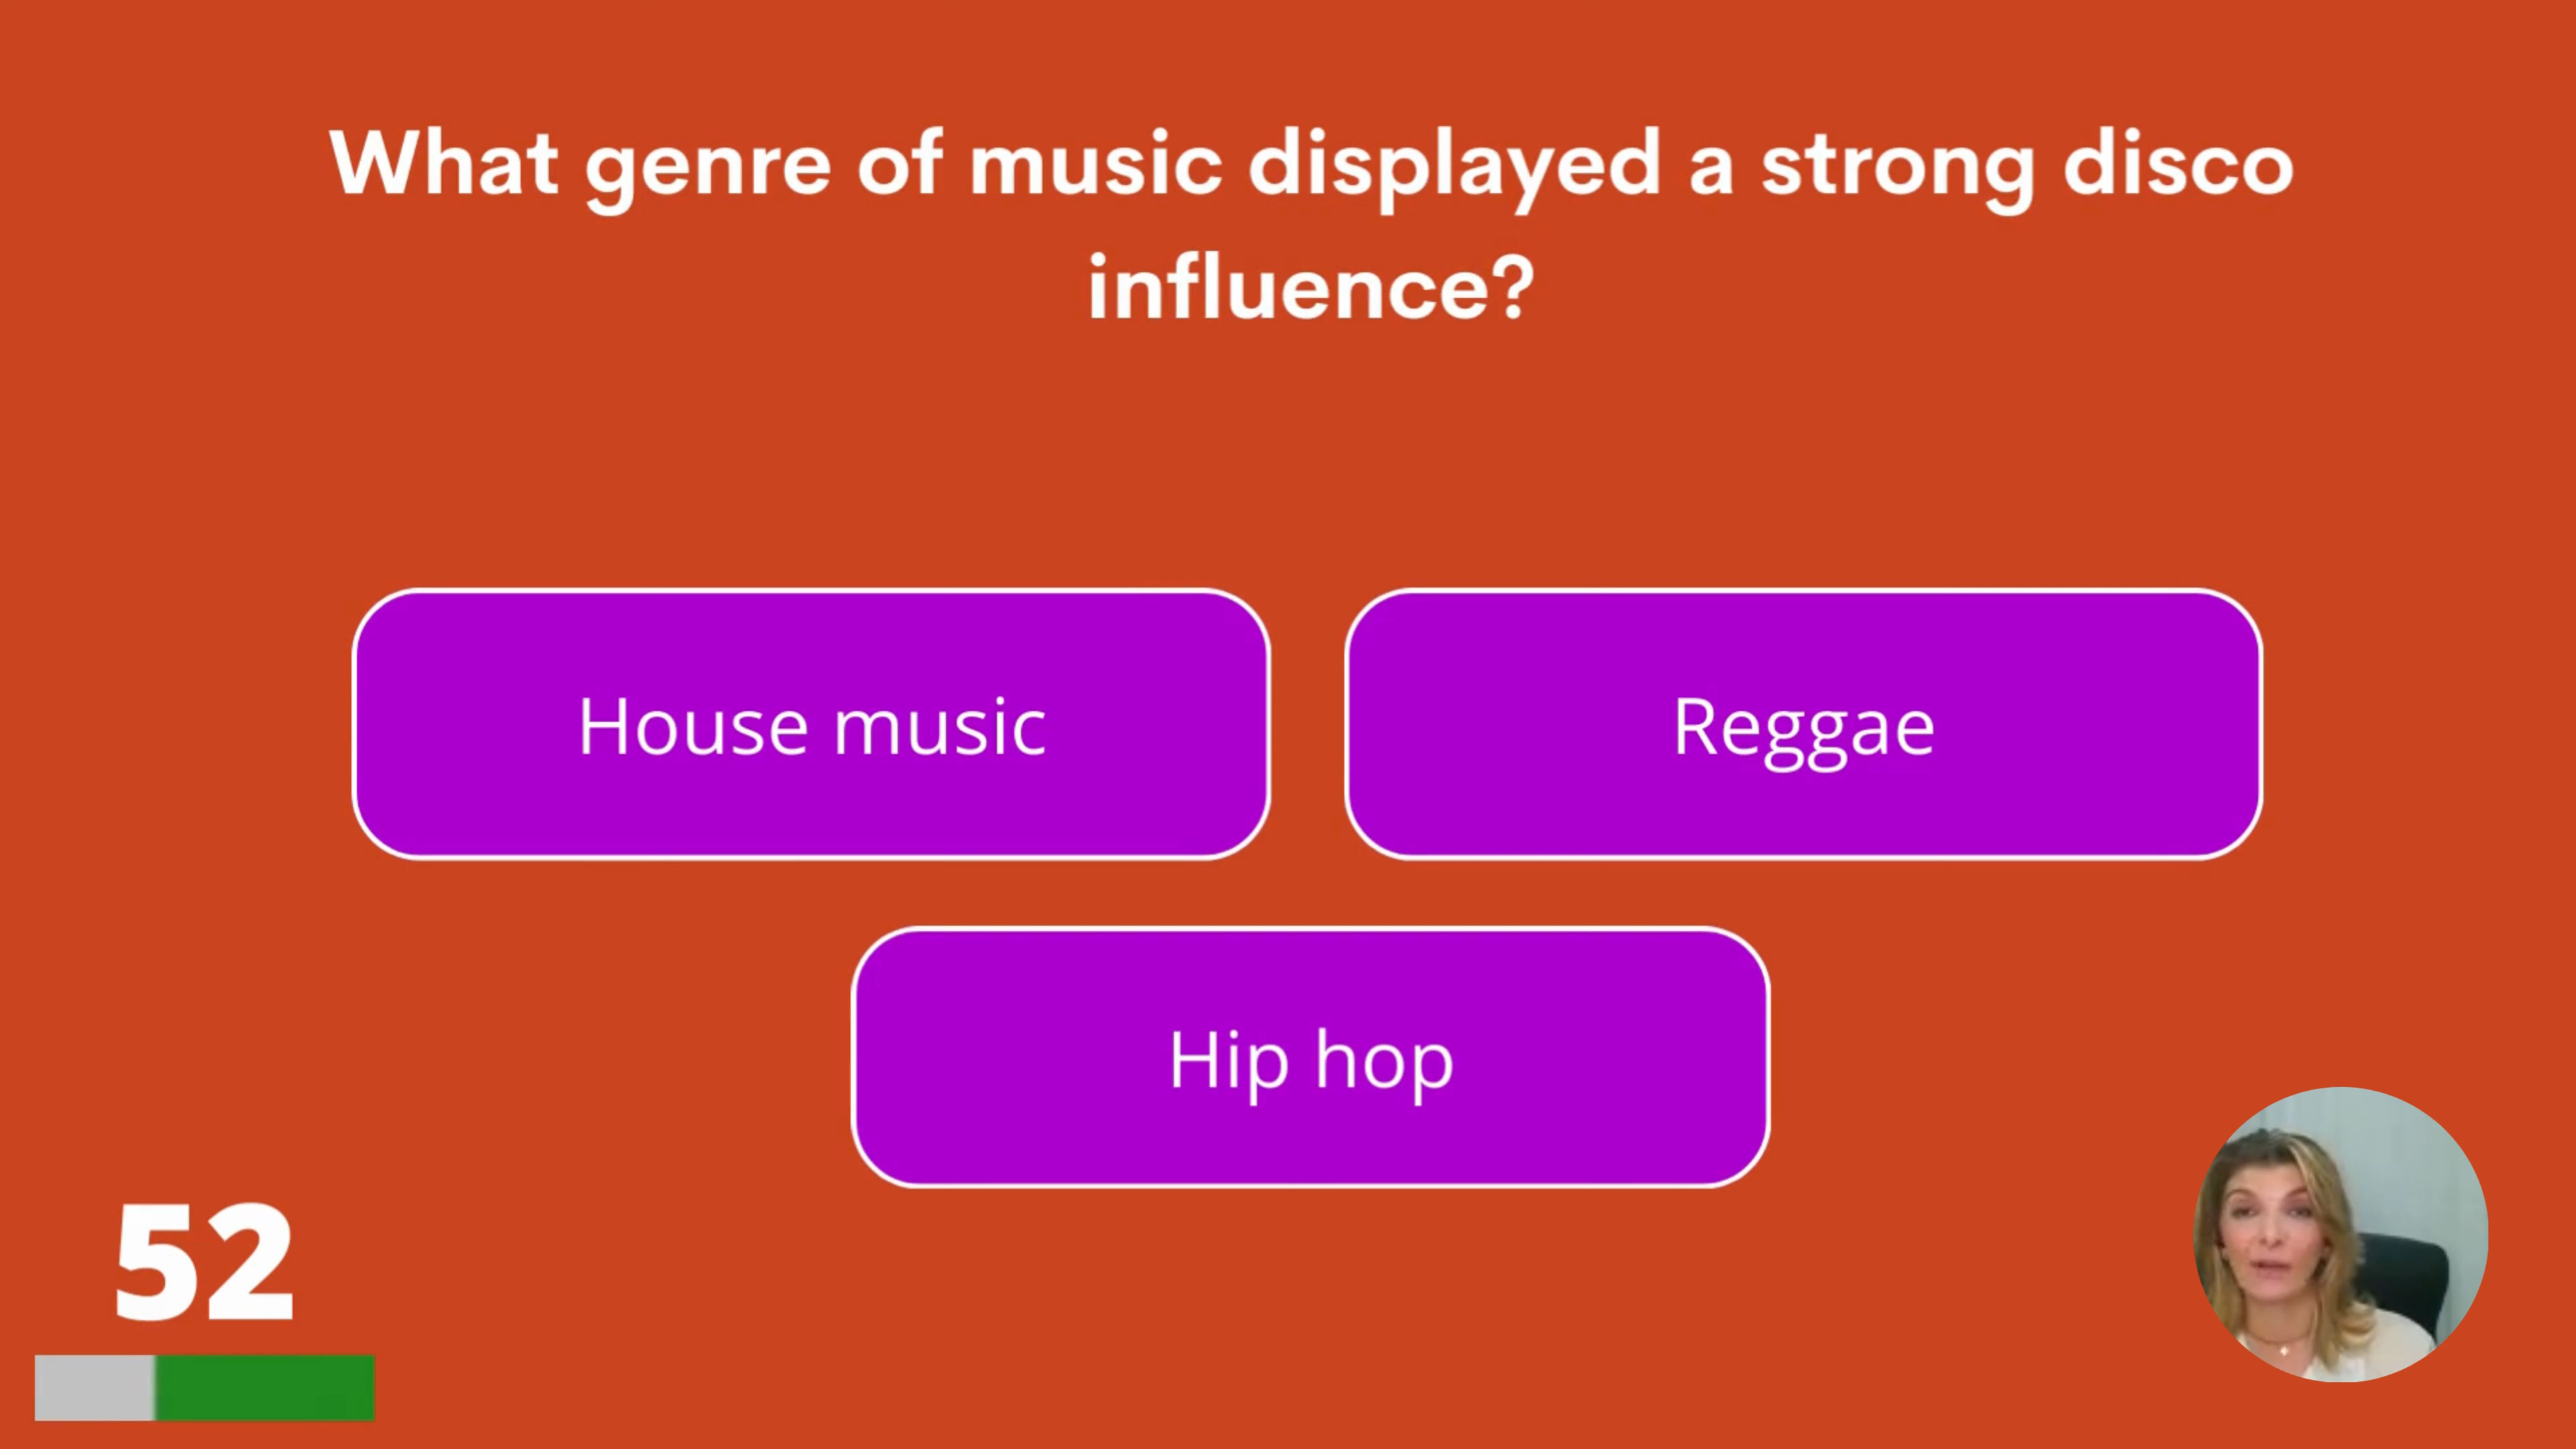 What genre of music displayed a strong disco
influence?
House music
Reggae
Hip hop
52